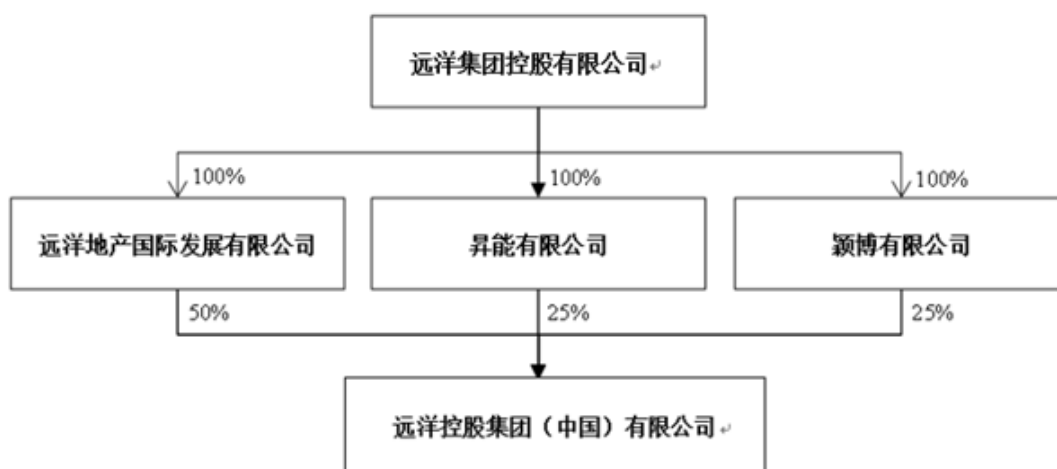 远洋集团控股有限公司
100%
100%
100%
远洋地产国际发展有限公司
昇能有限公司
颖博有限公司
50%
25%
25%
远洋控股集团（中国）有限公司